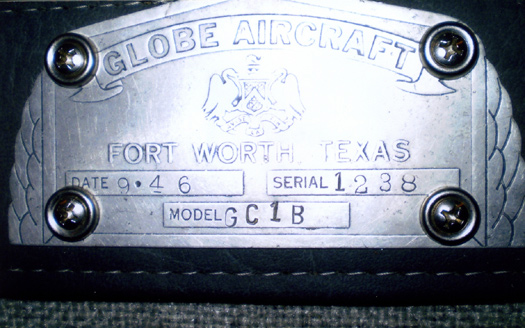 GLOBE AIRCRAFT
FORT WORTH TEXAS
DATE 9·46 SERIAL 1238
MODEL GC1B